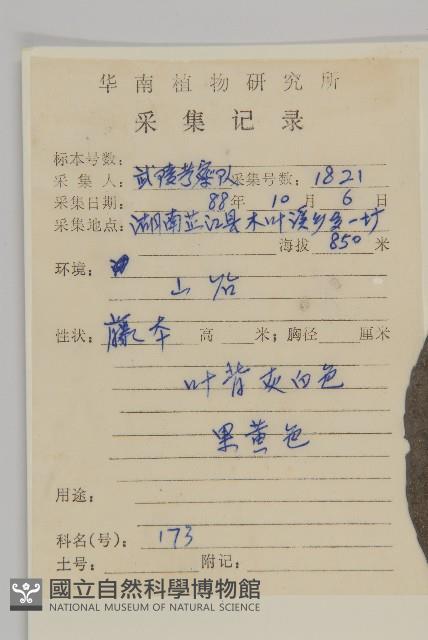 华南植物研究所
采集记录
标本号数:
采集人: 武陵考察队 采集号数: 1821
采集日期: 88年 10月 6日
采集地点: 湖南芷江县木叶溪乡
海拔 850 米
环境:
山谷
性状: 藤本 高 米; 胸径 厘米
叶背灰白色
果黄色
用途:
科名(号): 173
土号: 附记:
國立自然科學博物館
NATIONAL MUSEUM OF NATURAL SCIENCE